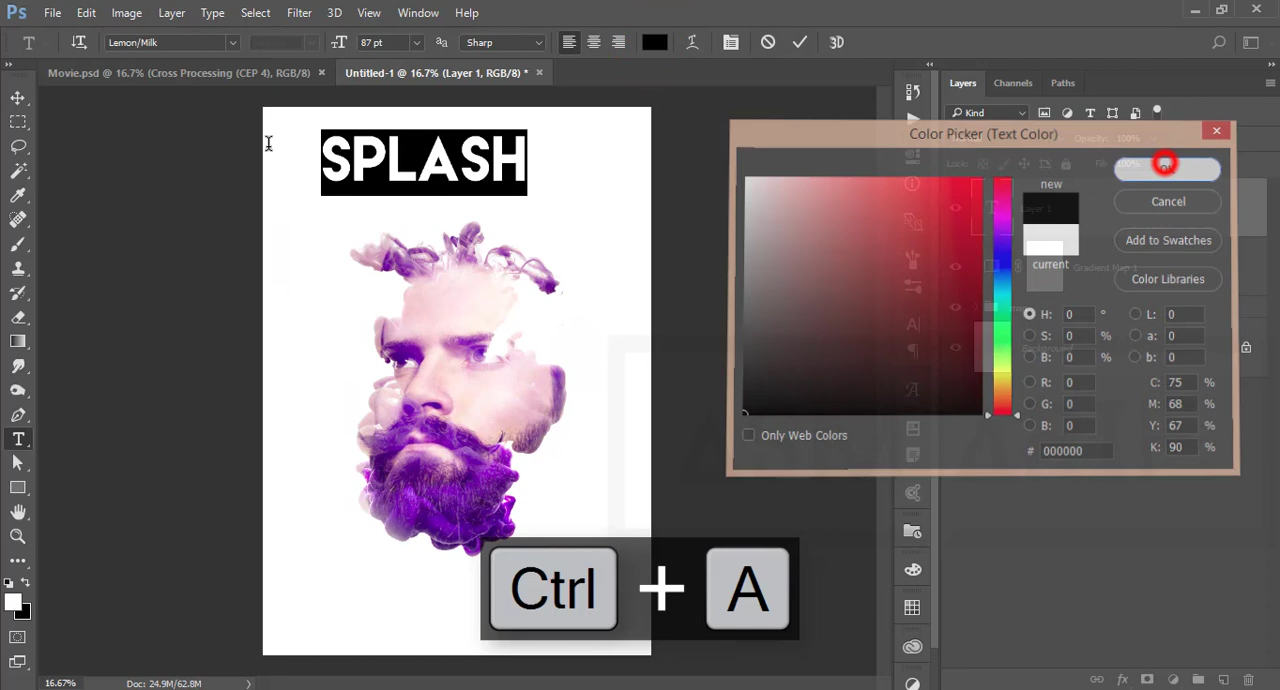 Ps File Edit Image Layer Type Select Filter 3D View Window Help
T Lemon/Milk 87 pt aa Sharp 3D
Movie.psd @ 16.7% (Cross Processing (CEP 4), RGB/8) × Untitled-1 @ 16.7% (Layer 1, RGB/8) * ×
Layers Channels Paths
Kind
SPLASH
Color Picker (Text Color)
Opacity: 100%
Lock: Fill: 100%
new
Cancel
Layer 1
Add to Swatches
current
Gradient Map 1
Color Libraries
H: 0 ° L: 0
S: 0 % a: 0
B: 0 % b: 0
R: 0 C: 75 %
G: 0 M: 68 %
B: 0 Y: 67 %
Only Web Colors
K: 90 %
# 000000
Ctrl + A
16.67% Doc: 24.9M/62.8M
fx